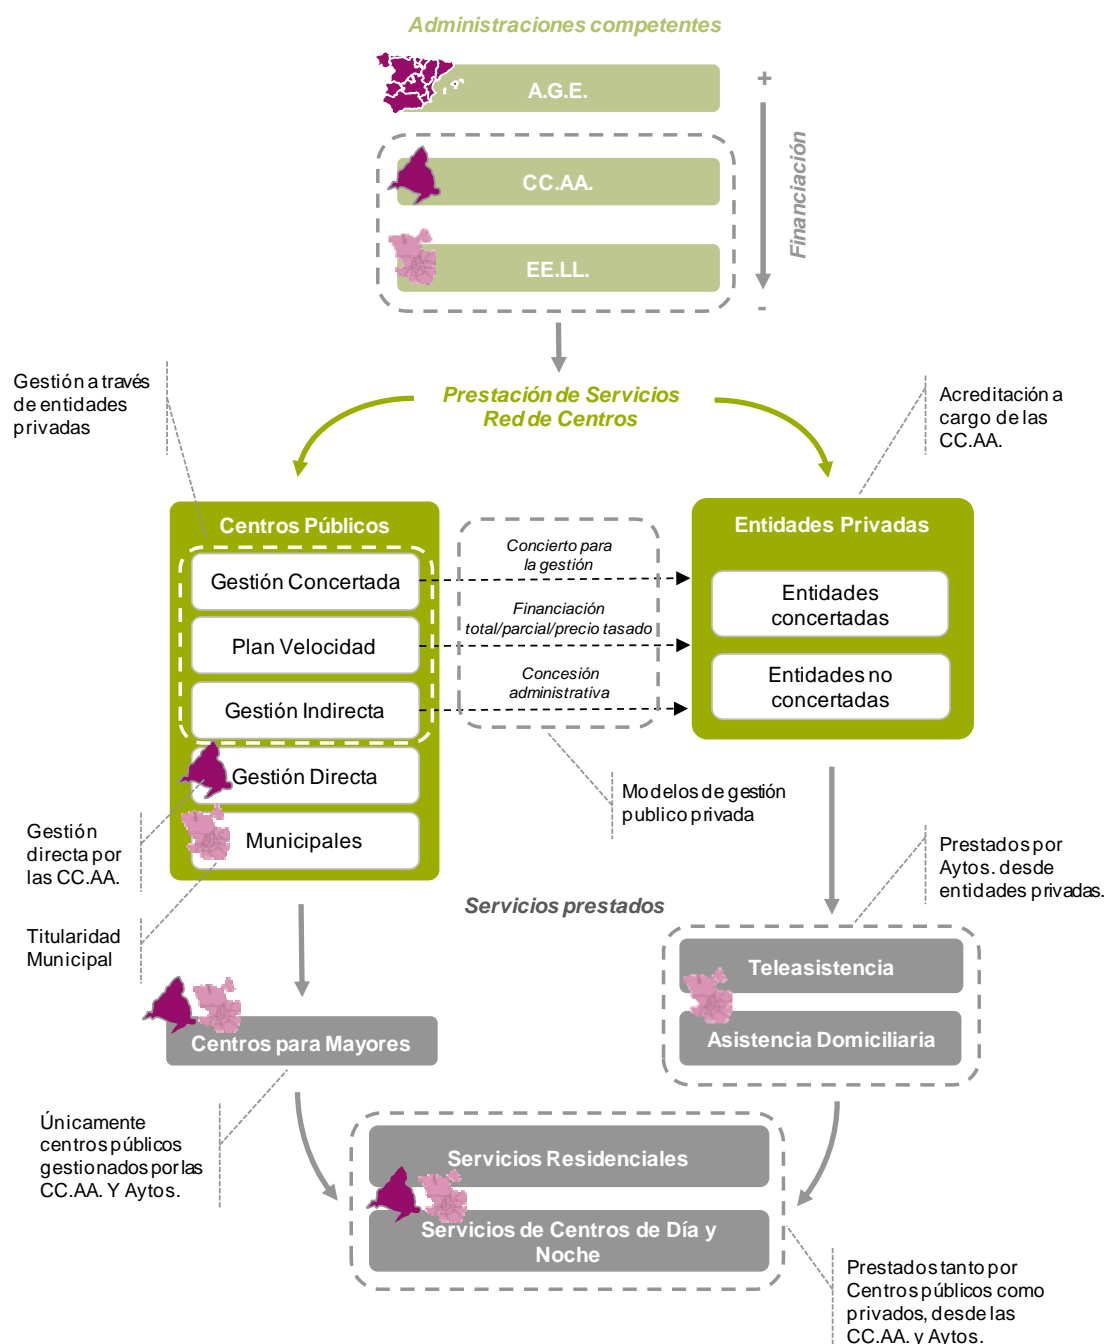 Administraciones competentes
A.G.E.
+
CC.AA.
Financiación
EE.LL.
-
Gestión a través
de entidades
privadas
Prestación de Servicios
Red de Centros
Acreditación a
cargo de las
CC.AA.
Centros Públicos
Entidades Privadas
Gestión Concertada
Concierto para
la gestión
Entidades
concertadas
Plan Velocidad
Financiación
total/parcial/precio tasado
Entidades no
concertadas
Gestión Indirecta
Concesión
administrativa
Gestión Directa
Modelos de gestión
publico privada
Gestión
directa por
las CC.AA.
Municipales
Prestados por
Aytos. desde
entidades privadas.
Servicios prestados
Titularidad
Municipal
Teleasistencia
Centros para Mayores
Asistencia Domiciliaria
Únicamente
centros públicos
gestionados por las
CC.AA. Y Aytos.
Servicios Residenciales
Servicios de Centros de Día y
Noche
Prestados tanto por
Centros públicos como
privados, desde las
CC.AA. y Aytos.